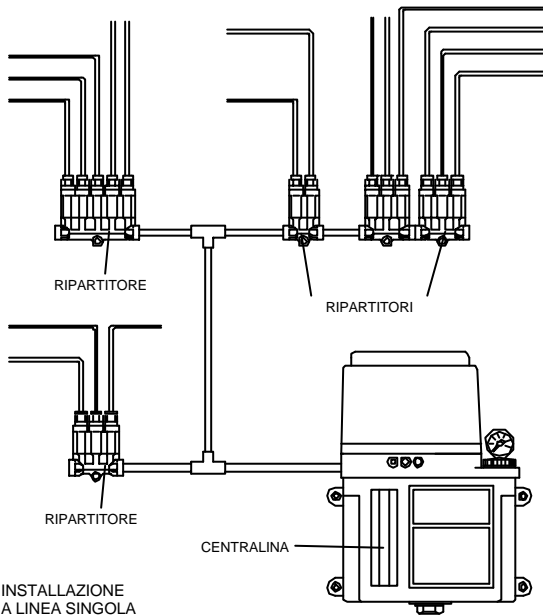 RIPARTITORE
RIPARTITORI
RIPARTITORE
CENTRALINA
INSTALLAZIONE
A LINEA SINGOLA